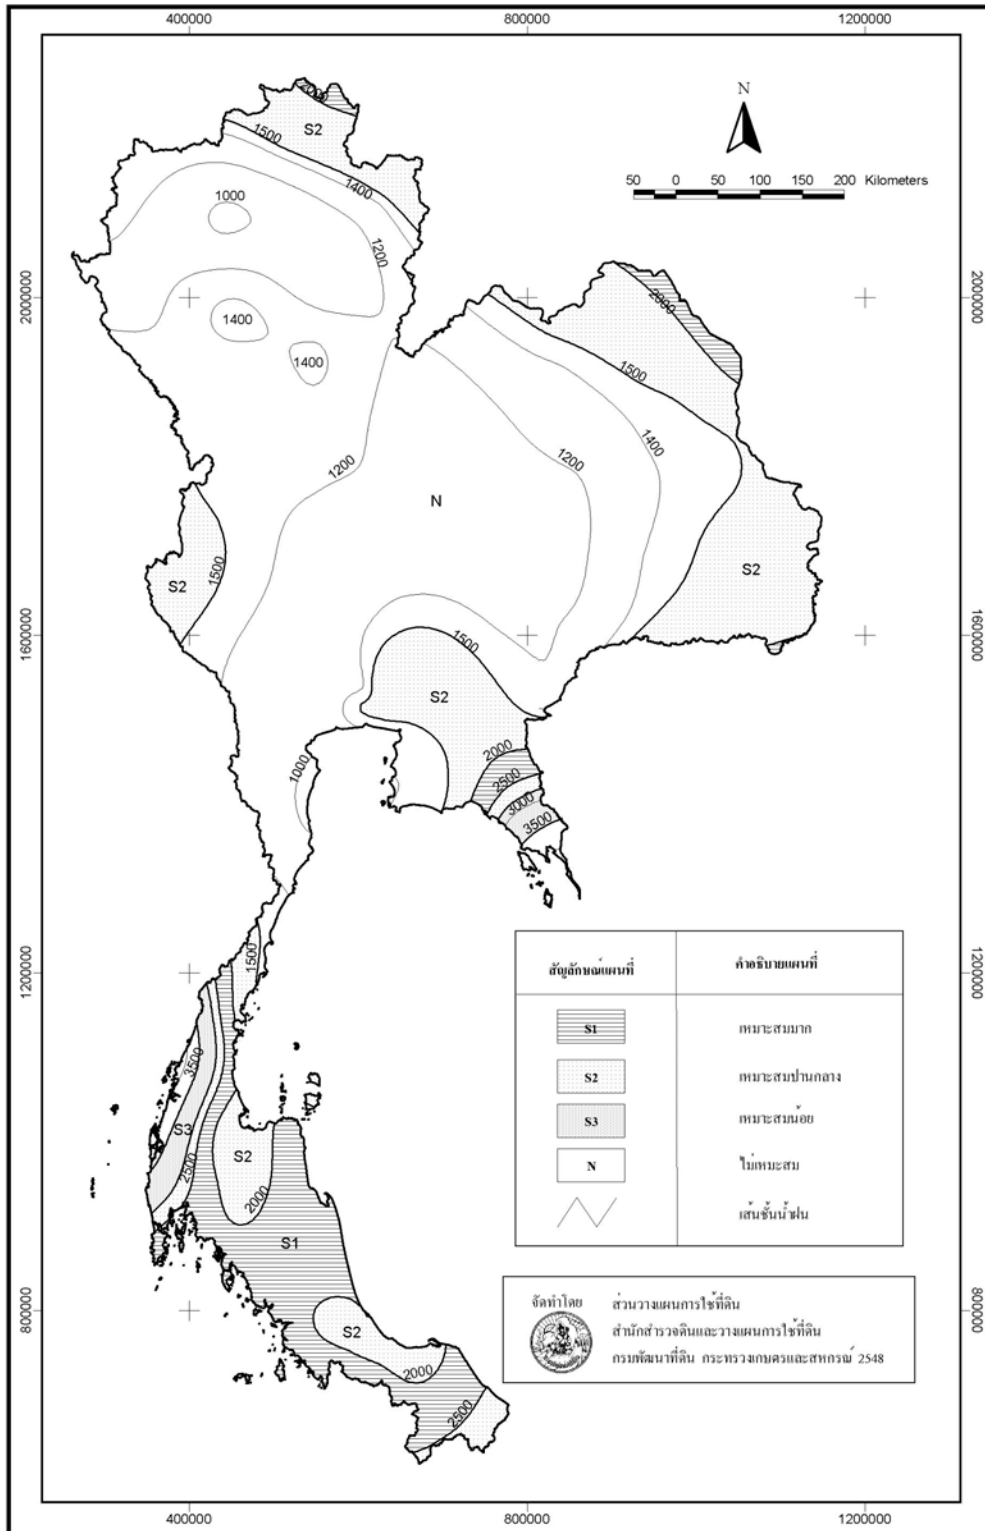 400000
800000
1200000
N
50 0 50 100 150 200 Kilometers
2000
S2
1500
1400
1000
1200
2000000
2000000
1400
2000
1400
1500
1400
1200
1200
N
1500
S2
S2
1600000
1600000
1500
S2
2000
1000
2500
3000
3500
1500
1200000
1200000
สัญลักษณ์แผนที่ คำอธิบายแผนที่
S1 เหมาะสมมาก
S2 เหมาะสมปานกลาง
S3 เหมาะสมน้อย
N ไม่เหมาะสม
เส้นชั้นน้ำฝน
3500
S3
2500
S2
2000
S1
800000
800000
S2
2000
2500
จัดทำโดย ส่วนวางแผนการใช้ที่ดิน
สำนักสำรวจดินและวางแผนการใช้ที่ดิน
กรมพัฒนาที่ดิน กระทรวงเกษตรและสหกรณ์ 2548
400000
800000
1200000